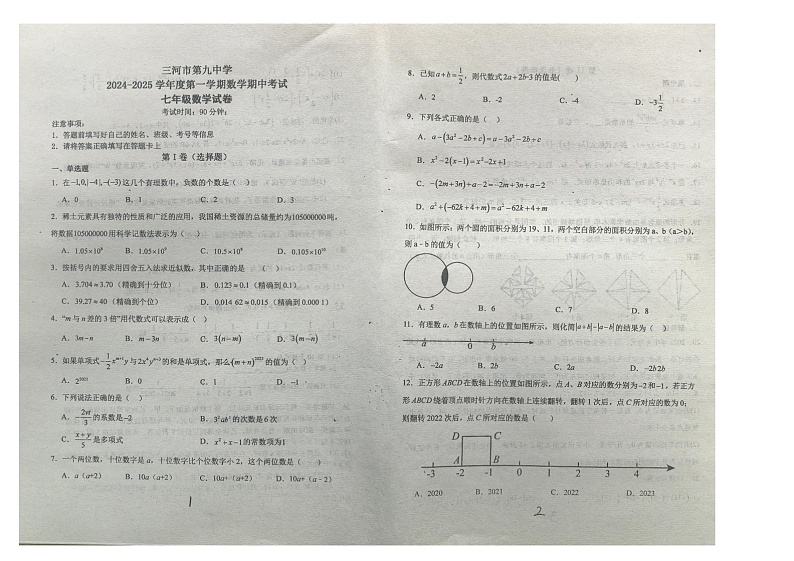 三河市第九中学
2024-2025 学年度第一学期数学期中考试
七年级数学试卷
考试时间：90分钟；
注意事项：
1．答题前填写好自己的姓名、班级、考号等信息
2．请将答案正确填写在答题卡上
第 I 卷（选择题）
一、单选题
1．在 -1,0,|-4|,-(-3) 这几个有理数中，负数的个数是（ ）
A．0 B．1 C．2 D．3
2．稀土元素具有独特的性质和广泛的应用，我国稀土资源的总储量约为105000000吨，
将数据105000000用科学记数法表示为（ ）
A．1.05×10⁸ B．1.05×10⁹ C．10.5×10⁸ D．0.105×10¹⁰
3．按括号内的要求用四舍五入法求近似数，其中正确的是 （ ）
A．3.704≈3.70（精确到十分位） B．0.123≈0.1（精确到0.1）
C．39.27≈40（精确到个位） D．0.014 62≈0.015（精确到0.000 1）
4．“m与n差的3倍”用代数式可以表示成（ ）
A．3m-n B．m-3n C．3(n-m) D．3(m-n)
5．如果单项式
与
的和是单项式，那么(m+n)²⁰²³的值为（ ）
A．2²⁰²³ B．0 C．1 D．-1
6．下列说法正确的是（ ）
A．-2πt/3的系数是-2 B．3²ab³的次数是6次
C．(x+y)/5是多项式 D．x²+x-1的常数项为1
7．一个两位数，十位数字是a，十位数字比个位数字小2，这个两位数是（ ）
A．a（a+2） B．10a（a+2） C．10a+（a+2） D．10a+（a﹣2）
1
8．已知a+b=1/2，则代数式2a+2b-3的值是( )
A．2 B．-2 C．-4 D．-3 1/2
9．下列各式正确的是（ ）
A．a-(3a²-2b+c)=a-3a²-2b+c
B．x²-2(x-1)=x²-2x+1
C．-(2m+3n)+a-2=-2m+3n+a-2
D．a²+(-62k+4+m)=a²-62k+4+m
10．如图所示，两个圆的面积分别为19、11，两个空白部分的面积分别为a、b（a＞b），
则a﹣b的值为（ ）
A．5 B．6 C．7 D．8
11．有理数a，b在数轴上的位置如图所示，则化简|a+b|-|a-b|的结果为（ ）
a 0 b
A．-2a B．2b C．2a D．-2b 2b
12．正方形ABCD在数轴上的位置如图所示，点A、B对应的数分别为-2和-1，若正方
形ABCD绕着顶点顺时针方向在数轴上连续翻转，翻转1次后，点C所对应的数为0；
则翻转2022次后，点C所对应的数是（ ）
D C
A B
-3 -2 -1 0 1 2 3 4
A．2020 B．2021 C．2022 D．2023
2